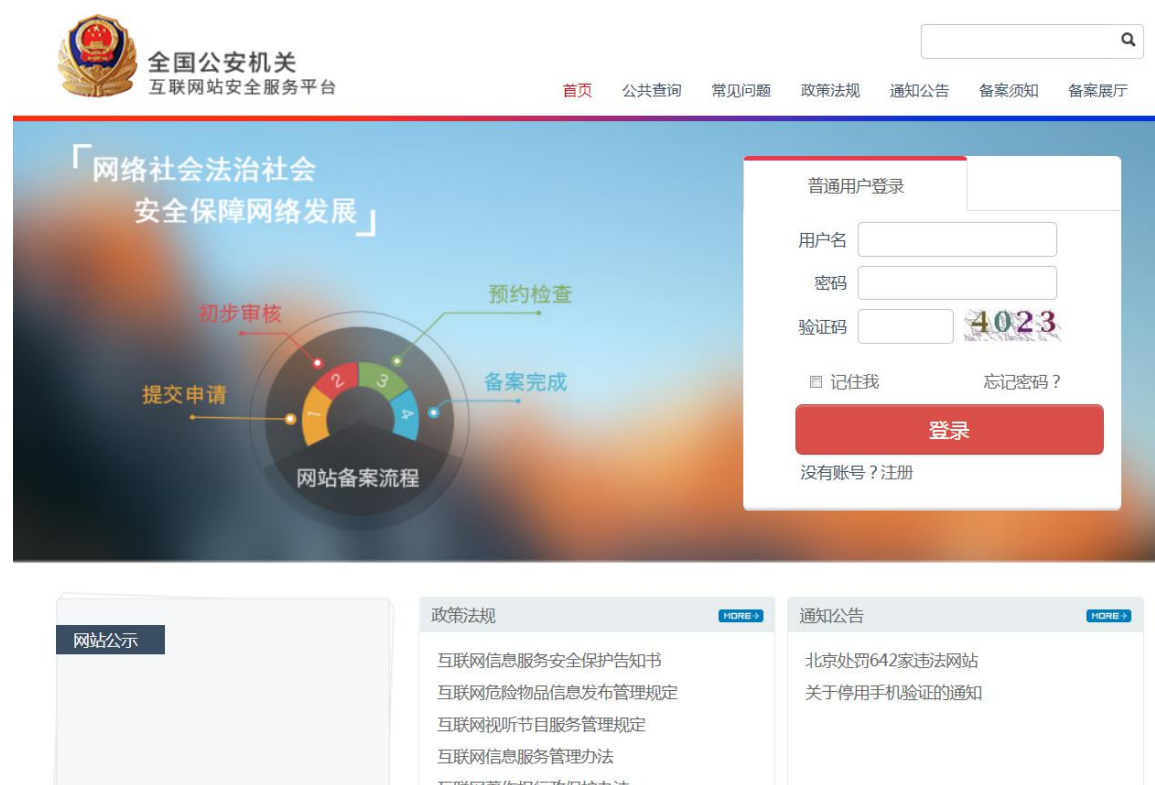 全国公安机关
互联网站安全服务平台
首页 公共查询 常见问题 政策法规 通知公告 备案须知 备案展厅
「网络社会法治社会
安全保障网络发展」
普通用户登录
用户名
密码
验证码 4023
记住我 忘记密码？
登录
没有账号？注册
预约检查
初步审核
提交申请
备案完成
1 2 3 4
网站备案流程
网站公示
政策法规 MORE
互联网信息服务安全保护告知书
互联网危险物品信息发布管理规定
互联网视听节目服务管理规定
互联网信息服务管理办法
通知公告 MORE
北京处罚642家违法网站
关于停用手机验证的通知